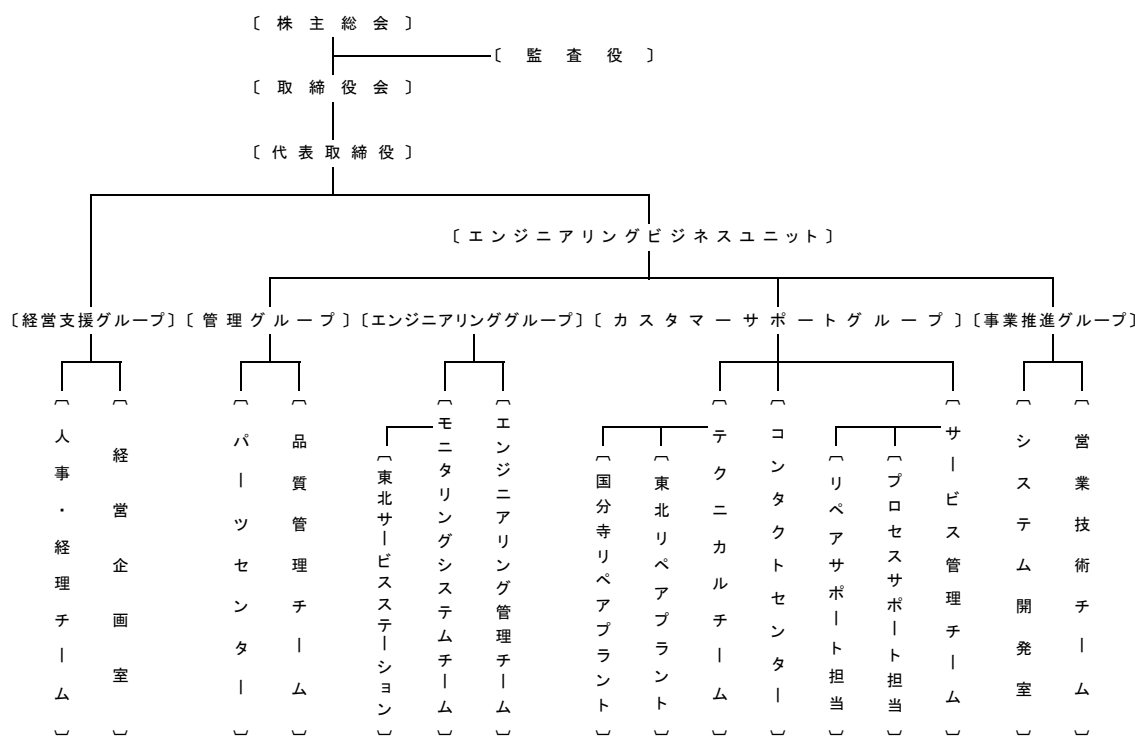 〔株主総会〕
〔監査役〕
〔取締役会〕
〔代表取締役〕
〔エンジニアリングビジネスユニット〕
〔経営支援グループ〕〔管理グループ〕〔エンジニアリンググループ〕〔カスタマーサポートグループ〕〔事業推進グループ〕
〔人事・経理チーム〕
〔経営企画室〕
〔パーツセンター〕
〔品質管理チーム〕
〔東北サービスステーション〕
〔モニタリングシステムチーム〕
〔エンジニアリング管理チーム〕
〔国分寺リペアプラント〕
〔東北リペアプラント〕
〔テクニカルチーム〕
〔コンタクトセンター〕
〔リペアサポート担当〕
〔プロセスサポート担当〕
〔サービス管理チーム〕
〔システム開発室〕
〔営業技術チーム〕